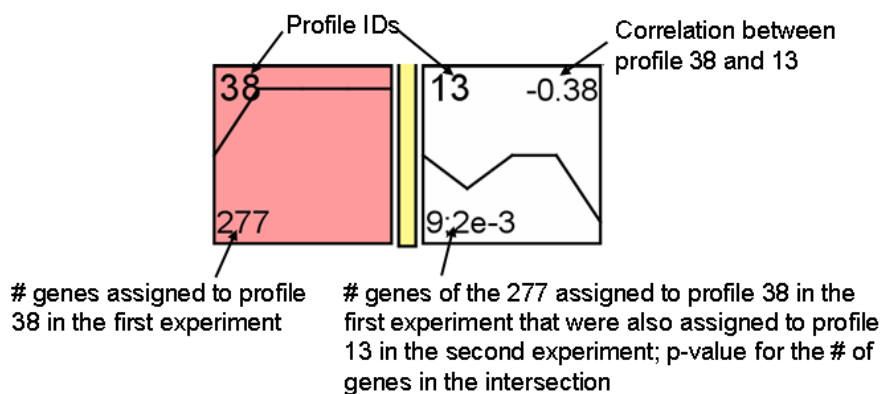 Profile IDs
Correlation between
profile 38 and 13
38
13
-0.38
277
9;2e-3
# genes assigned to profile
38 in the first experiment
# genes of the 277 assigned to profile 38 in the
first experiment that were also assigned to profile
13 in the second experiment; p-value for the # of
genes in the intersection